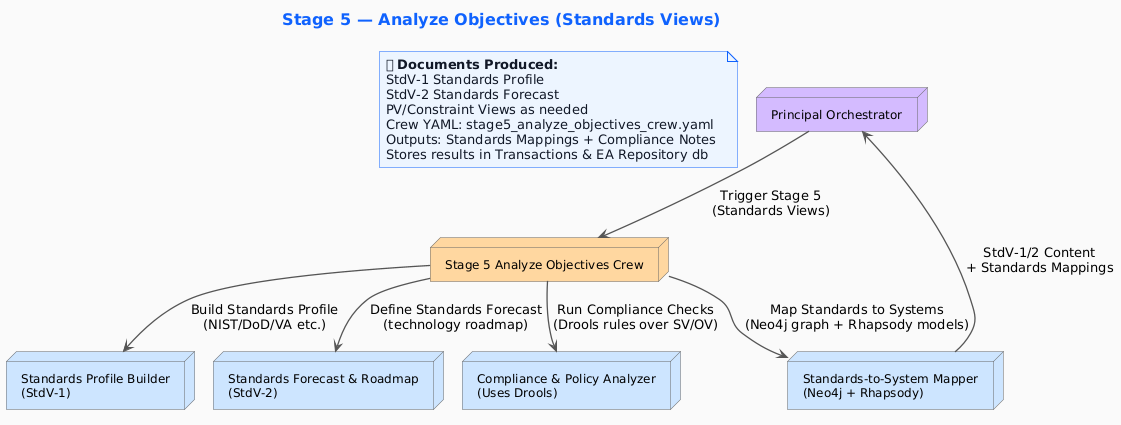 Stage 5 — Analyze Objectives (Standards Views)
Documents Produced:
StdV-1 Standards Profile
StdV-2 Standards Forecast
PV/Constraint Views as needed
Crew YAML: stage5_analyze_objectives_crew.yaml
Outputs: Standards Mappings + Compliance Notes
Stores results in Transactions & EA Repository db
Principal Orchestrator
Trigger Stage 5
(Standards Views)
StdV-1/2 Content
+ Standards Mappings
Stage 5 Analyze Objectives Crew
Build Standards Profile
(NIST/DoD/VA etc.)
Define Standards Forecast
(technology roadmap)
Run Compliance Checks
(Drools rules over SV/OV)
Map Standards to Systems
(Neo4j graph + Rhapsody models)
Standards Profile Builder
(StdV-1)
Standards Forecast & Roadmap
(StdV-2)
Compliance & Policy Analyzer
(Uses Drools)
Standards-to-System Mapper
(Neo4j + Rhapsody)